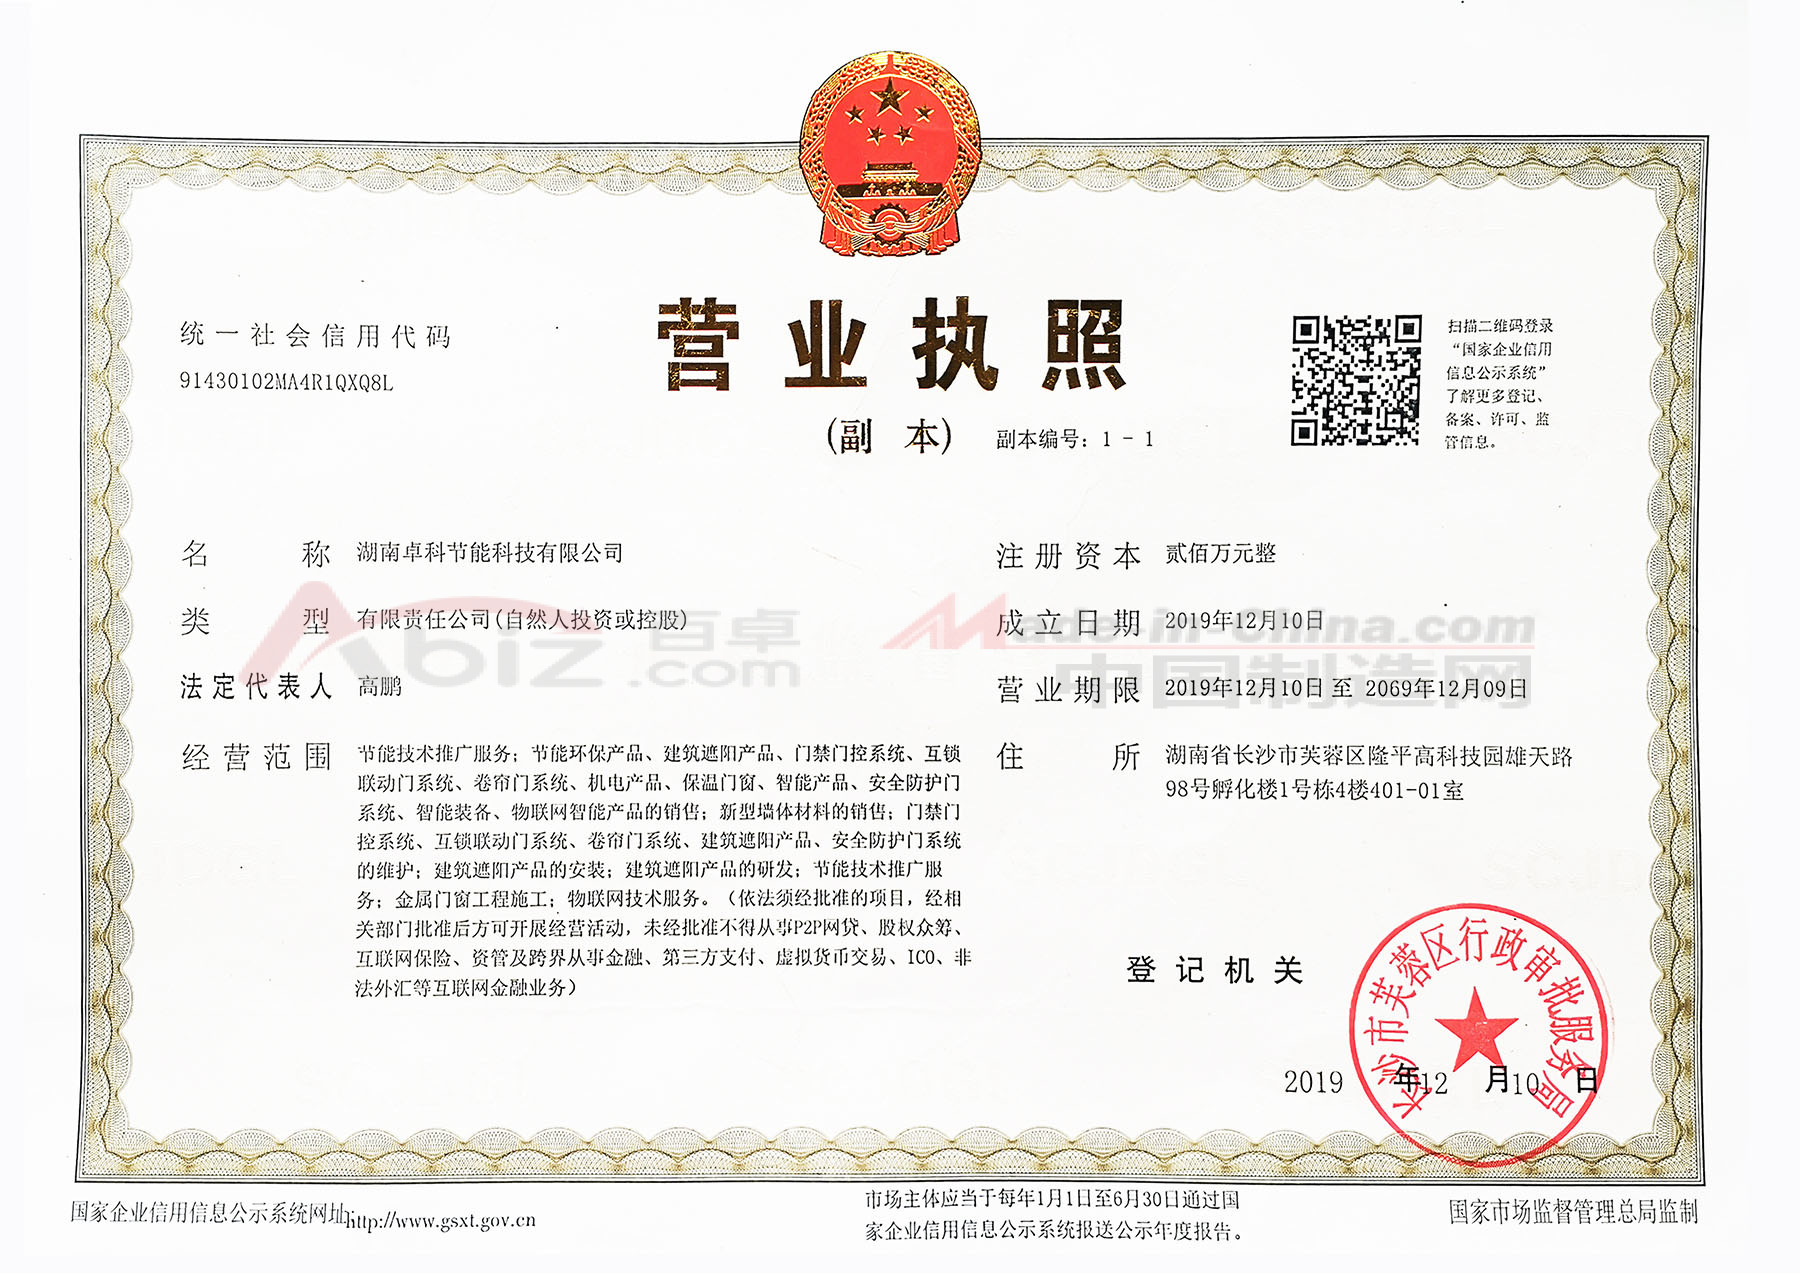 统一社会信用代码
91430102MA4R1QXQ8L
营业执照
(副 本) 副本编号：1 - 1
扫描二维码登录
“国家企业信用
信息公示系统”
了解更多登记、
备案、许可、监
管信息。
名 称 湖南卓科节能科技有限公司
类 型 有限责任公司(自然人投资或控股)
法定代表人 高鹏
经营范围 节能技术推广服务；节能环保产品、建筑遮阳产品、门禁门控系统、互锁
联动门系统、卷帘门系统、机电产品、保温门窗、智能产品、安全防护门
系统、智能装备、物联网智能产品的销售；新型墙体材料的销售；门禁门
控系统、互锁联动门系统、卷帘门系统、建筑遮阳产品、安全防护门系统
的维护；建筑遮阳产品的安装；建筑遮阳产品的研发；节能技术推广服
务；金属门窗工程施工；物联网技术服务。（依法须经批准的项目，经相
关部门批准后方可开展经营活动，未经批准不得从事P2P网贷、股权众筹、
互联网保险、资管及跨界从事金融、第三方支付、虚拟货币交易、ICO、非
法外汇等互联网金融业务）
注册资本 贰佰万元整
成立日期 2019年12月10日
营业期限 2019年12月10日 至 2069年12月09日
住 所 湖南省长沙市芙蓉区隆平高科技园雄天路
98号孵化楼1号栋4楼401-01室
Abiz 巨卓
.com
Made-in-China.com
中国制造网
登记机关
长沙市芙蓉区行政审批服务局
2019 年12 月10 日
国家企业信用信息公示系统网址http://www.gsxt.gov.cn
市场主体应当于每年1月1日至6月30日通过国
家企业信用信息公示系统报送公示年度报告。
国家市场监督管理总局监制